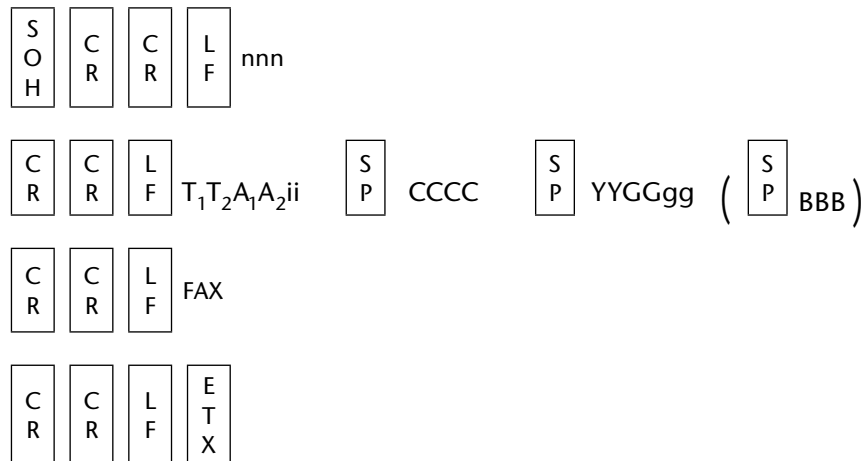 SOH CR CR LF nnn
CR CR LF T₁T₂A₁A₂ii SP CCCC SP YYGGgg ( SP BBB )
CR CR LF FAX
CR CR LF ETX